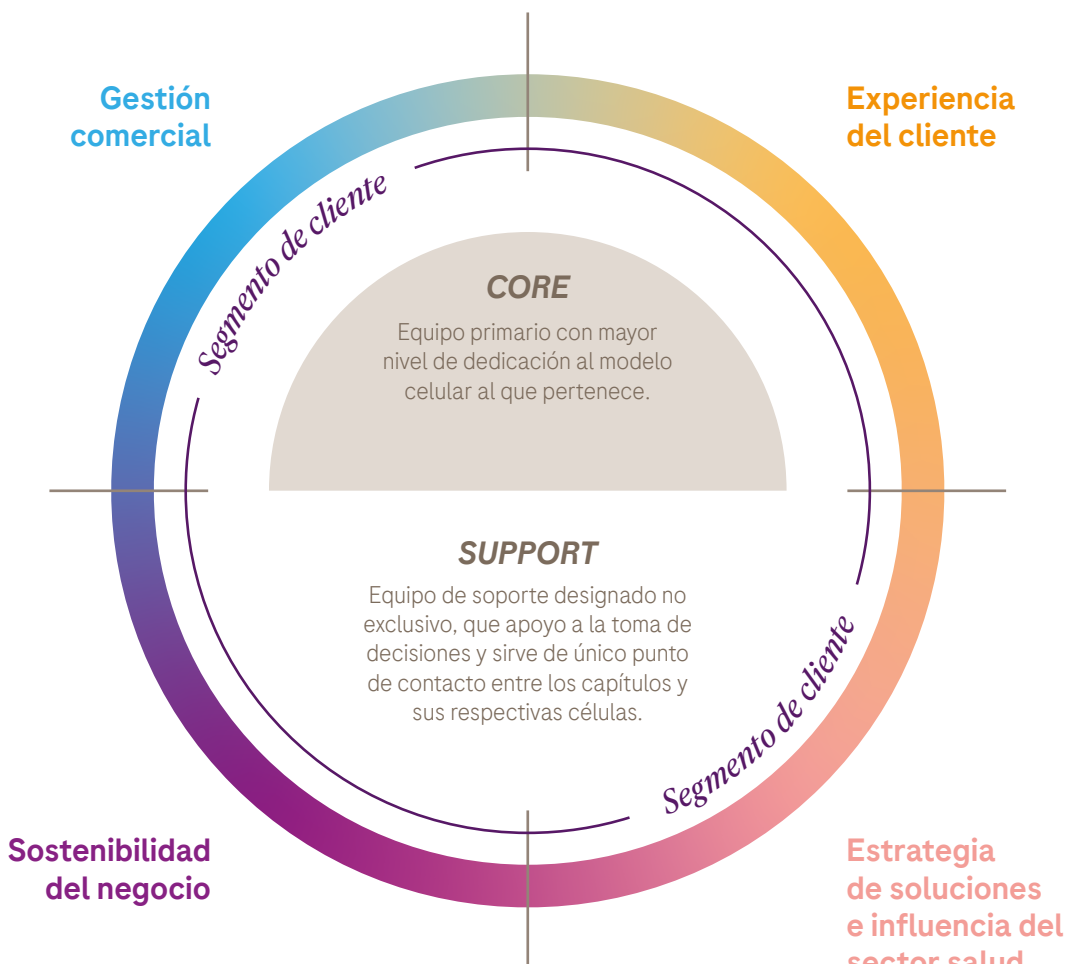 Gestión
comercial
Experiencia
del cliente
Segmento de cliente
CORE
Equipo primario con mayor
nivel de dedicación al modelo
celular al que pertenece.
SUPPORT
Equipo de soporte designado no
exclusivo, que apoyo a la toma de
decisiones y sirve de único punto
de contacto entre los capítulos y
sus respectivas células.
Segmento de cliente
Sostenibilidad
del negocio
Estrategia
de soluciones
e influencia del
sector salud